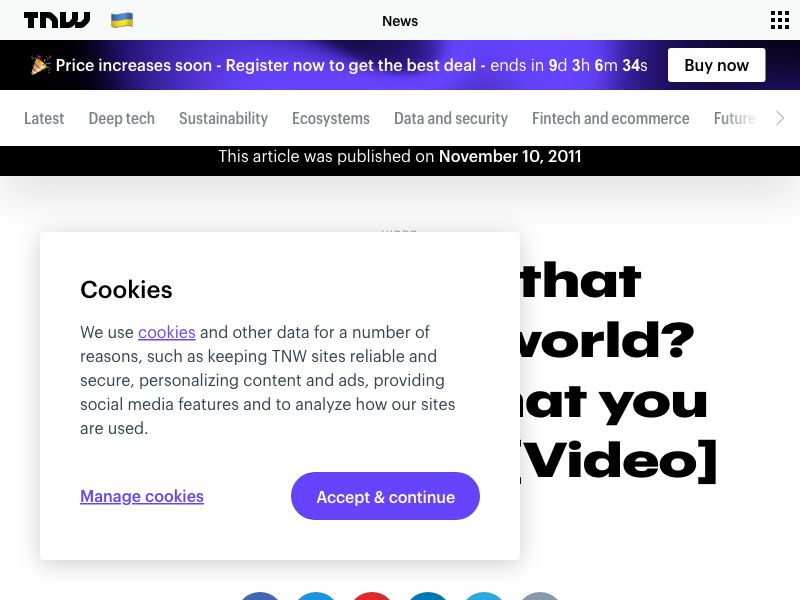 TNW
News
Price increases soon - Register now to get the best deal - ends in 9d 3h 6m 34s
Buy now
Latest Deep tech Sustainability Ecosystems Data and security Fintech and ecommerce Future
This article was published on November 10, 2011
that
world?
hat you
[Video]
Cookies
We use cookies and other data for a number of
reasons, such as keeping TNW sites reliable and
secure, personalizing content and ads, providing
social media features and to analyze how our sites
are used.
Manage cookies
Accept & continue